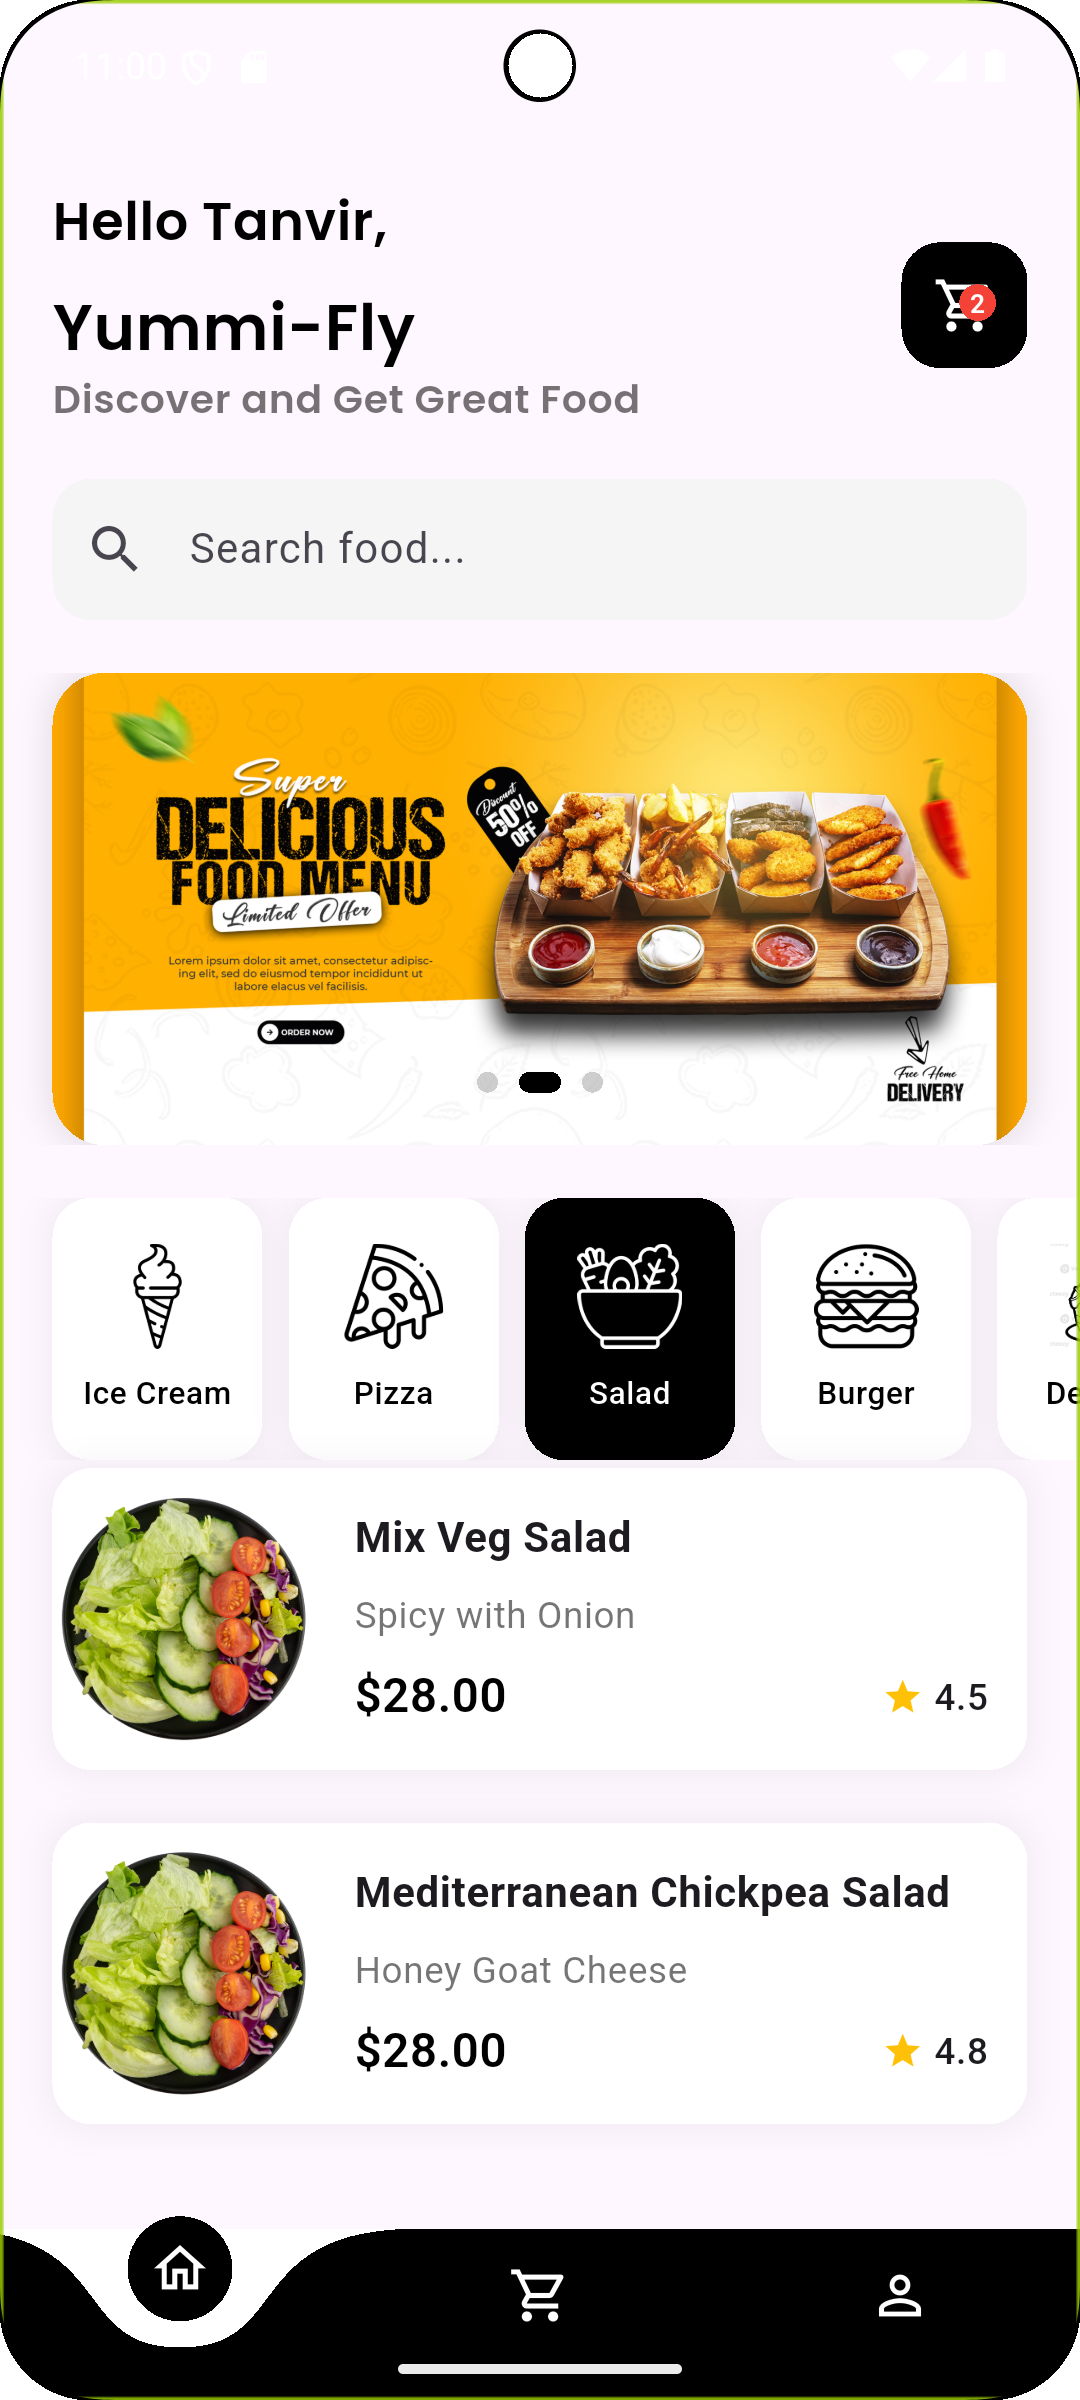 11:00
Hello Tanvir,
Yummi-Fly
2
Discover and Get Great Food
Search food...
Super
DELICIOUS
FOOD MENU
Limited Offer
Discount
50%
OFF
Lorem ipsum dolor sit amet, consectetur adipisc-
ing elit, sed do eiusmod tempor incididunt ut
labore elacus vel facilisis.
ORDER NOW
Free Home
DELIVERY
Ice Cream
Pizza
Salad
Burger
De
Mix Veg Salad
Spicy with Onion
$28.00
4.5
Mediterranean Chickpea Salad
Honey Goat Cheese
$28.00
4.8